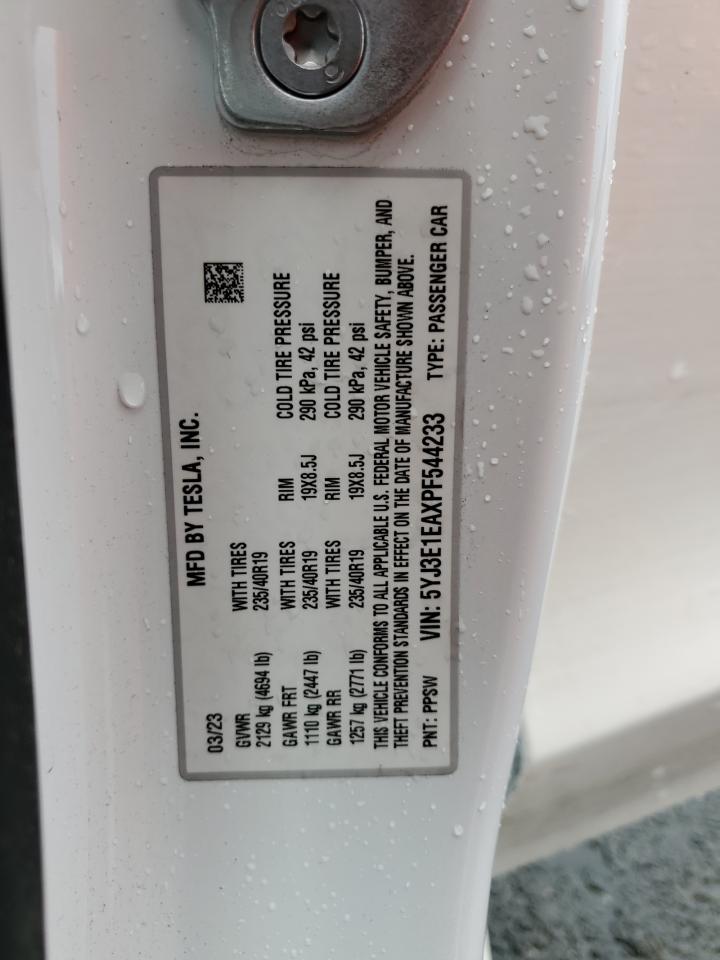 MFD BY TESLA, INC.
03/23
GVWR WITH TIRES
2129 kg (4694 lb) 235/40R19
GAWR FRT WITH TIRES RIM COLD TIRE PRESSURE
1110 kg (2447 lb) 235/40R19 19X8.5J 290 kPa, 42 psi
GAWR RR WITH TIRES RIM COLD TIRE PRESSURE
1257 kg (2771 lb) 235/40R19 19X8.5J 290 kPa, 42 psi
THIS VEHICLE CONFORMS TO ALL APPLICABLE U.S. FEDERAL MOTOR VEHICLE SAFETY, BUMPER, AND
THEFT PREVENTION STANDARDS IN EFFECT ON THE DATE OF MANUFACTURE SHOWN ABOVE.
PNT: PPSW VIN: 5YJ3E1EAXPF544233 TYPE: PASSENGER CAR